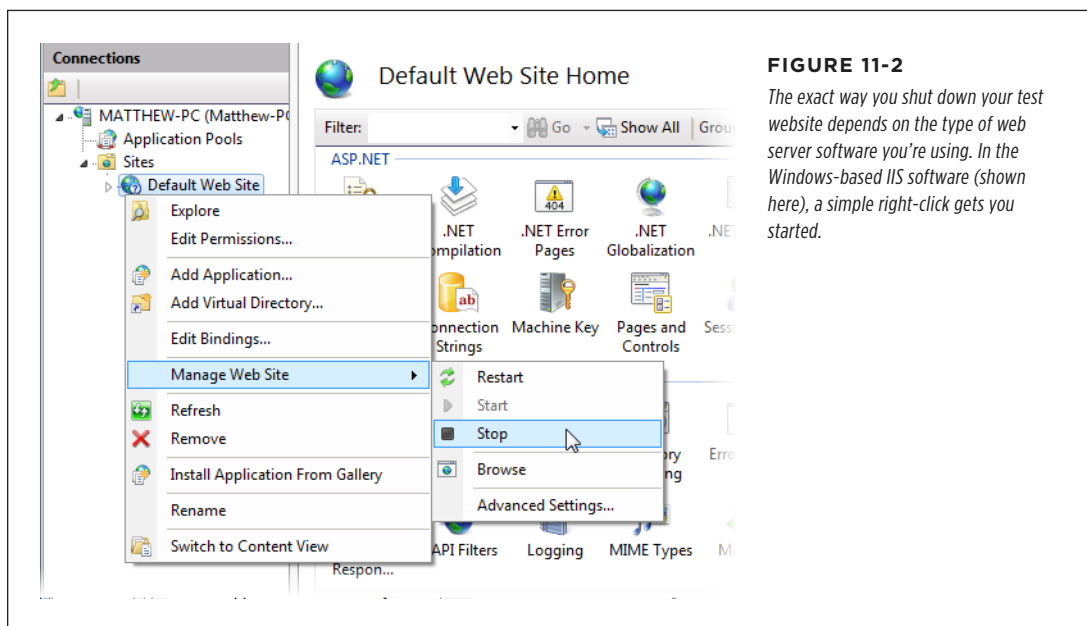 Connections
MATTHEW-PC (Matthew-P
Application Pools
Sites
Default Web Site
Explore
Edit Permissions...
Add Application...
Add Virtual Directory...
Edit Bindings...
Manage Web Site
Refresh
Remove
Install Application From Gallery
Rename
Switch to Content View
Restart
Start
Stop
Browse
Advanced Settings...
Default Web Site Home
Filter:
Go
Show All
Grou
ASP.NET
.NET
ompilation
.NET Error
Pages
404
.NET
Globalization
.NE
ab
onnection
Strings
Machine Key
Pages and
Controls
Sess
ory
ng
Erro
API Filters
Logging
MIME Types
M
Respon...
FIGURE 11-2
The exact way you shut down your test
website depends on the type of web
server software you're using. In the
Windows-based IIS software (shown
here), a simple right-click gets you
started.